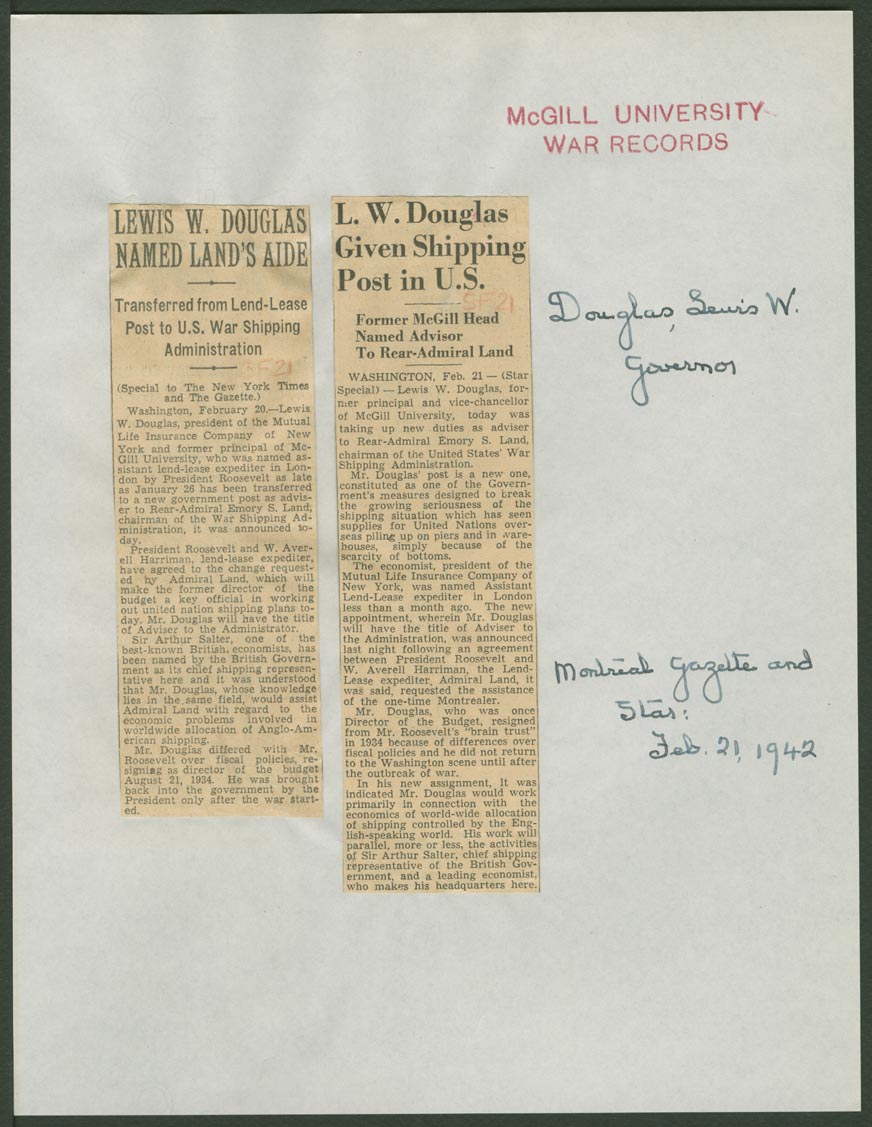 McGILL UNIVERSITY
WAR RECORDS
LEWIS W. DOUGLAS
NAMED LAND'S AIDE
Transferred from Lend-Lease
Post to U.S. War Shipping
Administration
SF21
(Special to The New York Times
and The Gazette.)
Washington, February 20.—Lewis
W. Douglas, president of the Mutual
Life Insurance Company of New
York and former principal of Mc-
Gill University, who was named as-
sistant lend-lease expediter in Lon-
don by President Roosevelt as late
as January 26 has been transferred
to a new government post as advis-
er to Rear-Admiral Emory S. Land,
chairman of the War Shipping Ad-
ministration, it was announced to-
day.
President Roosevelt and W. Aver-
ell Harriman, lend-lease expediter,
have agreed to the change request-
ed by Admiral Land, which will
make the former director of the
budget a key official in working
out united nation shipping plans to-
day. Mr. Douglas will have the title
of Adviser to the Administrator.
Sir Arthur Salter, one of the
best-known British economists, has
been named by the British Govern-
ment as its chief shipping represen-
tative here and it was understood
that Mr. Douglas, whose knowledge
lies in the same field, would assist
Admiral Land with regard to the
economic problems involved in
worldwide allocation of Anglo-Am-
erican shipping.
Mr. Douglas differed with Mr.
Roosevelt over fiscal policies, re-
signing as director of the budget
August 21, 1934. He was brought
back into the government by the
President only after the war start-
ed.
L. W. Douglas
Given Shipping
Post in U.S.
SF21
Former McGill Head
Named Advisor
To Rear-Admiral Land
WASHINGTON, Feb. 21 — (Star
Special) — Lewis W. Douglas, for-
mer principal and vice-chancellor
of McGill University, today was
taking up new duties as adviser
to Rear-Admiral Emory S. Land,
chairman of the United States' War
Shipping Administration.
Mr. Douglas' post is a new one,
constituted as one of the Govern-
ment's measures designed to break
the growing seriousness of the
shipping situation which has seen
supplies for United Nations over-
seas piling up on piers and in ware-
houses, simply because of the
scarcity of bottoms.
The economist, president of the
Mutual Life Insurance Company of
New York, was named Assistant
Lend-Lease expediter in London
less than a month ago. The new
appointment, wherein Mr. Douglas
will have the title of Adviser to
the Administration, was announced
last night following an agreement
between President Roosevelt and
W. Averell Harriman, the Lend-
Lease expediter. Admiral Land, it
was said, requested the assistance
of the one-time Montrealer.
Mr. Douglas, who was once
Director of the Budget, resigned
from Mr. Roosevelt's "brain trust"
in 1934 because of differences over
fiscal policies and he did not return
to the Washington scene until after
the outbreak of war.
In his new assignment, it was
indicated Mr. Douglas would work
primarily in connection with the
economics of world-wide allocation
of shipping controlled by the Eng-
lish-speaking world. His work will
parallel, more or less, the activities
of Sir Arthur Salter, chief shipping
representative of the British Gov-
ernment, and a leading economist,
who makes his headquarters here.
Douglas, Lewis W.
Governor
Montreal Gazette and
Star:
Feb. 21, 1942